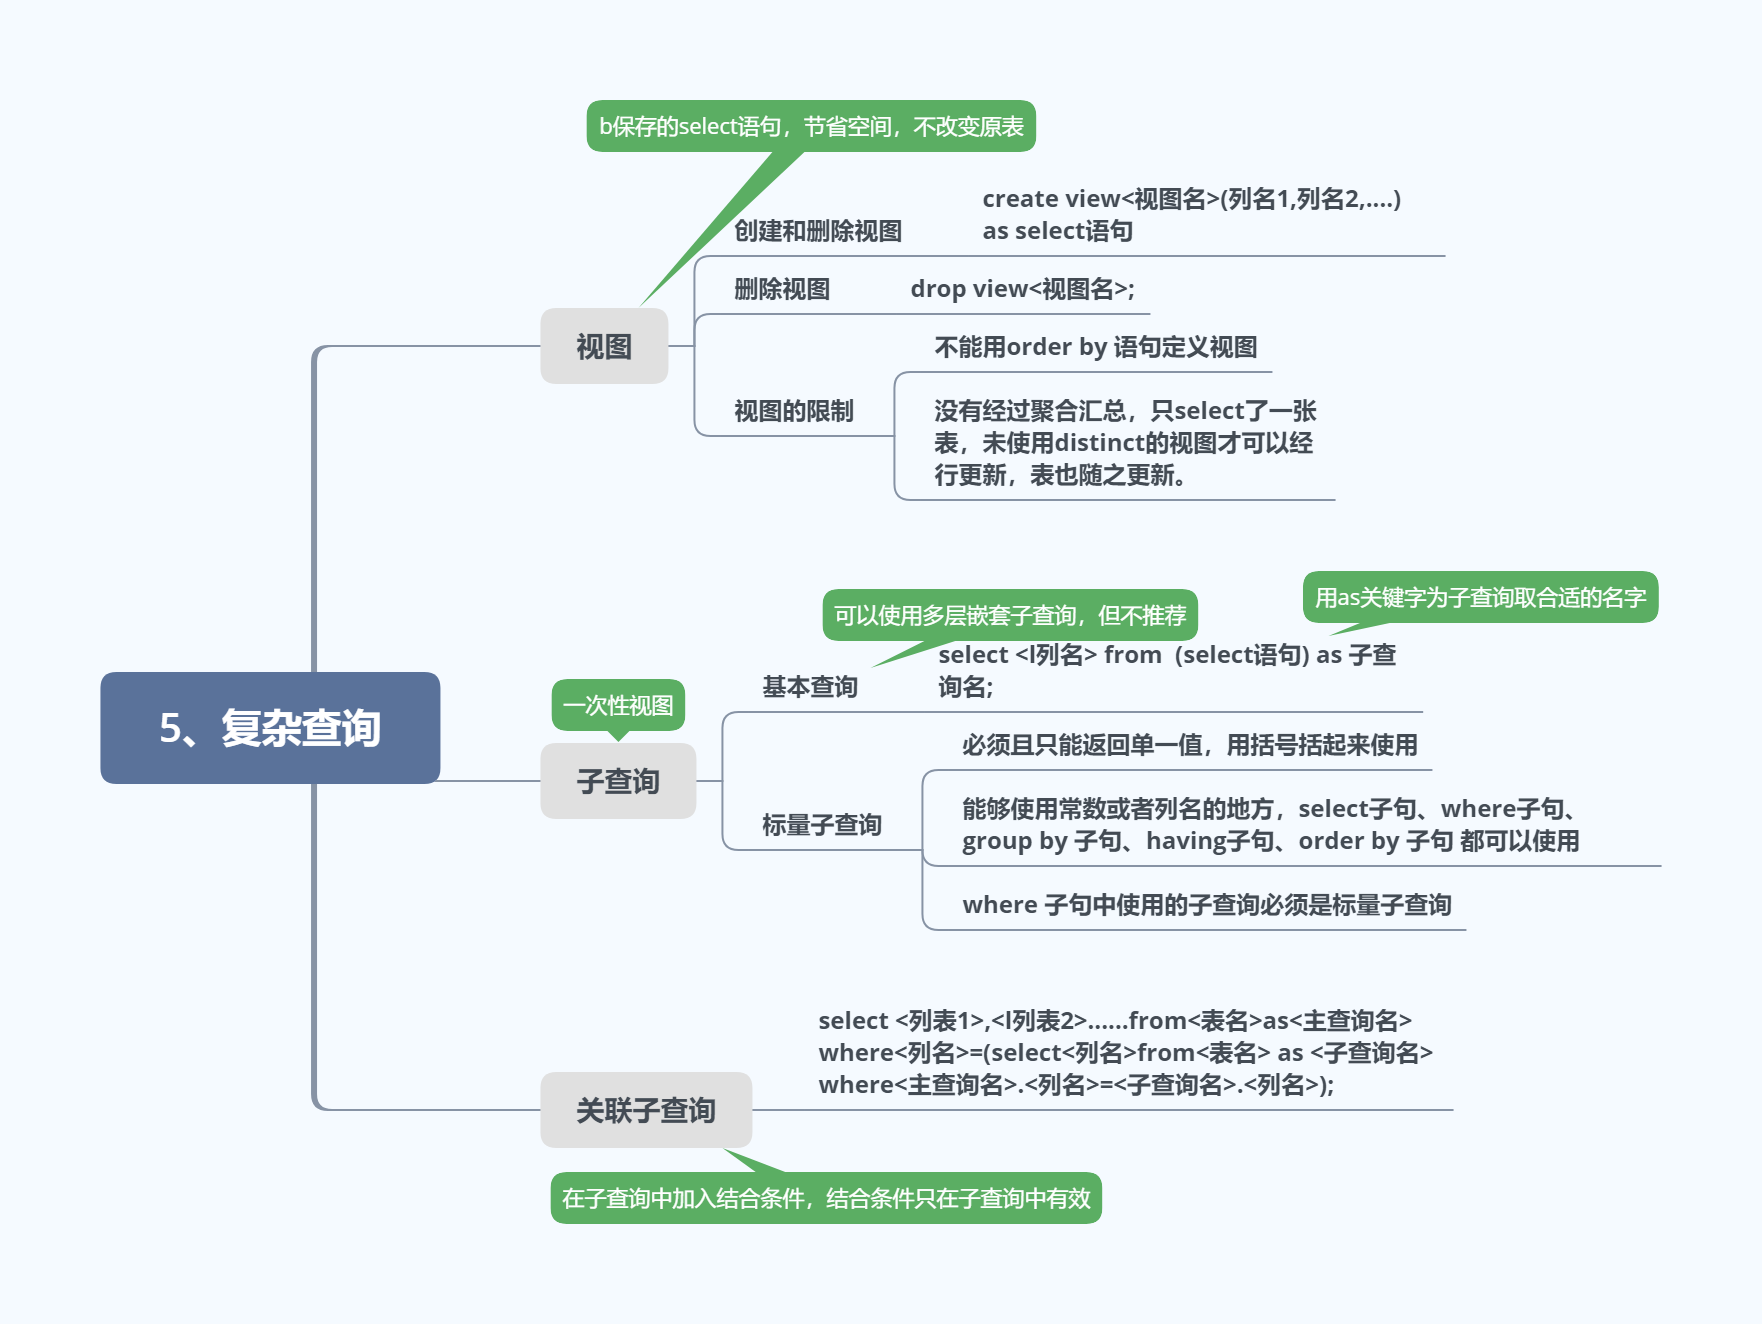 b保存的select语句，节省空间，不改变原表
create view<视图名>(列名1,列名2,....)
as select语句
创建和删除视图
删除视图
drop view<视图名>;
视图
不能用order by 语句定义视图
视图的限制
没有经过聚合汇总，只select了一张
表，未使用distinct的视图才可以经
行更新，表也随之更新。
用as关键字为子查询取合适的名字
可以使用多层嵌套子查询，但不推荐
select <l列名> from  (select语句) as 子查
询名;
基本查询
5、复杂查询
一次性视图
子查询
必须且只能返回单一值，用括号括起来使用
标量子查询
能够使用常数或者列名的地方，select子句、where子句、
group by 子句、having子句、order by 子句 都可以使用
where 子句中使用的子查询必须是标量子查询
select <列表1>,<l列表2>......from<表名>as<主查询名>
where<列名>=(select<列名>from<表名> as <子查询名>
where<主查询名>.<列名>=<子查询名>.<列名>);
关联子查询
在子查询中加入结合条件，结合条件只在子查询中有效